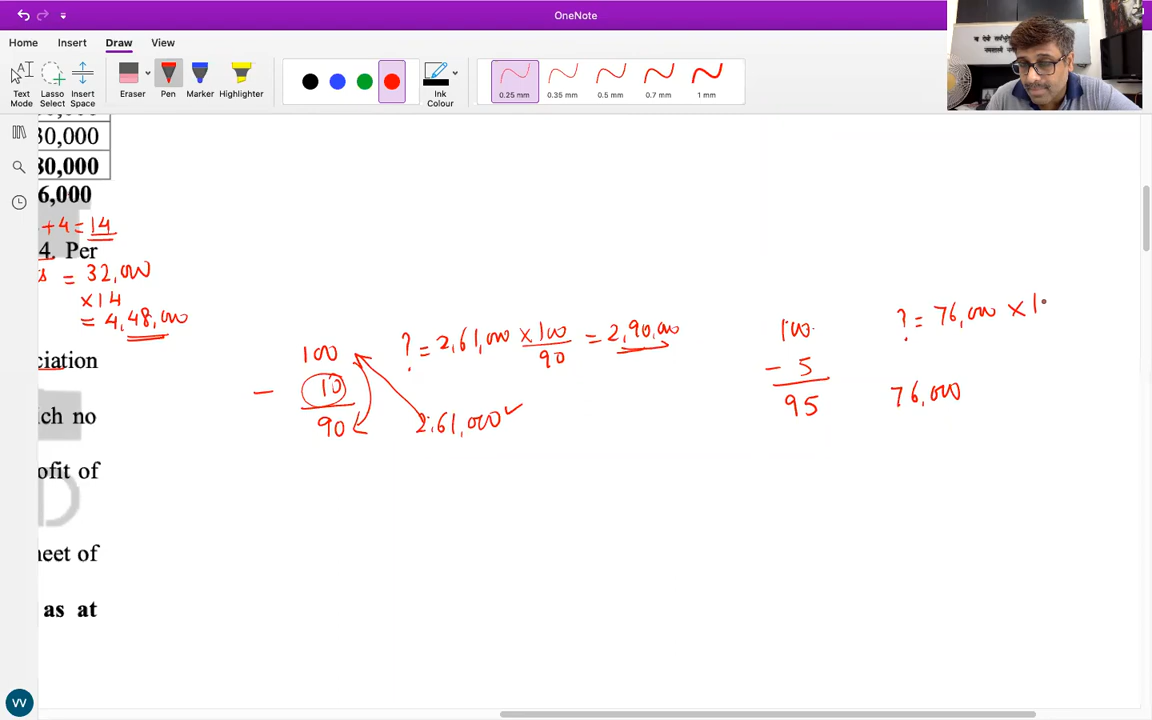 OneNote
Home Insert Draw View
Text Mode
Lasso Select
Insert Space
Eraser
Pen
Marker
Highlighter
Ink Colour
0.25 mm
0.35 mm
0.5 mm
0.7 mm
1 mm
30,000
30,000
6,000
+ 4 = 14
4. Per
= 32,000
×14
= 4,48,000
ciation
ich no
ofit of
neet of
as at
100
- 10
90
? = 2,61,000 × 100 / 90 = 2,90,000
2,61,000 ✓
100
- 5
95
? = 76,000 × 1
76,000
VV